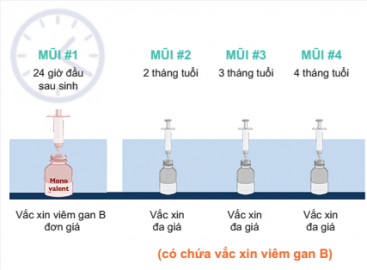 MŨI #1
24 giờ đầu
sau sinh
MŨI #2
2 tháng tuổi
MŨI #3
3 tháng tuổi
MŨI #4
4 tháng tuổi
Mono
valent
Vắc xin viêm gan B
đơn giá
Vắc xin
đa giá
Vắc xin
đa giá
Vắc xin
đa giá
(có chứa vắc xin viêm gan B)